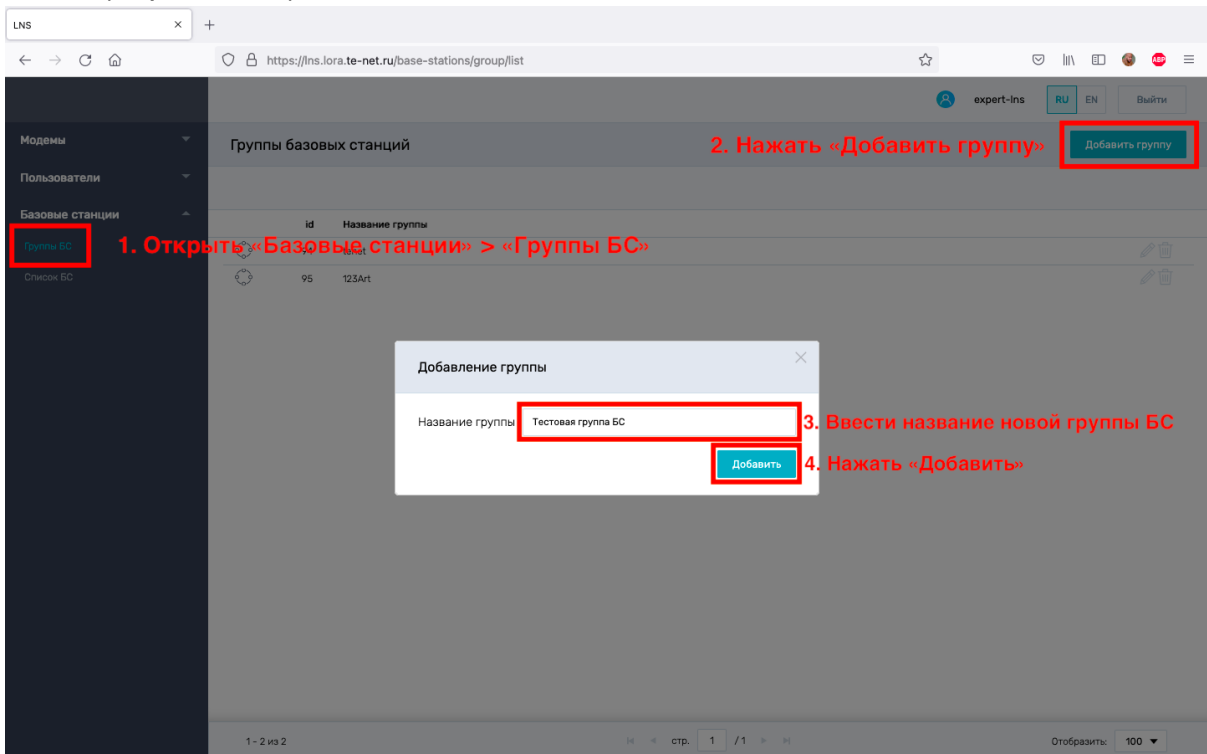 LNS
https://lns.lora.te-net.ru/base-stations/group/list
ABP
expert-lns RU EN Выйти
Модемы
Группы базовых станций
2. Нажать «Добавить группу»
Добавить группу
Пользователи
Базовые станции
id Название группы
Группы БС
1. Открыть «Базовые станции» > «Группы БС»
94
Список БС
95 123Art
Добавление группы
Название группы Тестовая группа БС
3. Ввести название новой группы БС
Добавить
4. Нажать «Добавить»
1 - 2 из 2 стр. 1 / 1 Отобразить: 100